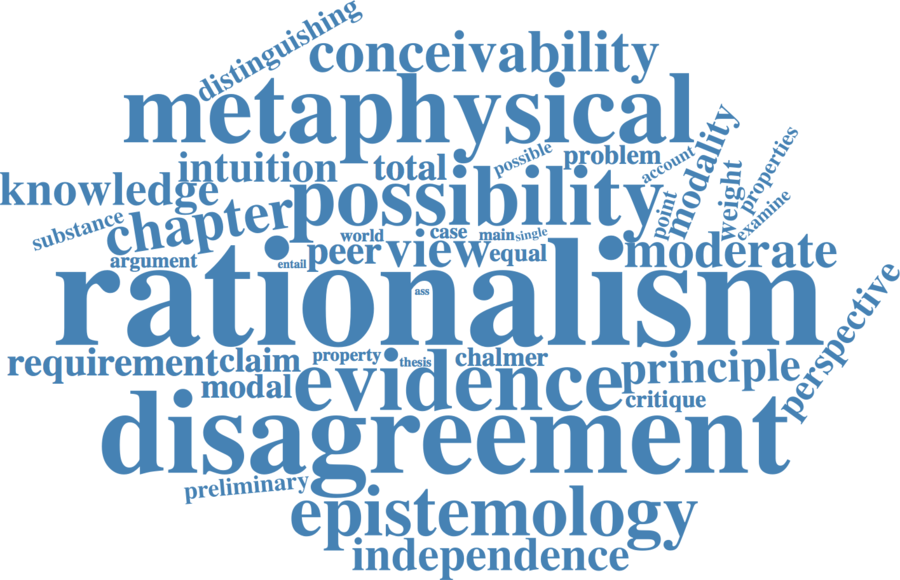 distinguishing
conceivability
metaphysical
intuition total possible problem account modality weight properties
knowledge possibility point examine
substance chapter world case main single
argument entail peer view equal moderate
rationalism
ass
perspective
requirement claim property thesis chalmer principle
modal evidence critique
disagreement
preliminary
epistemology
independence